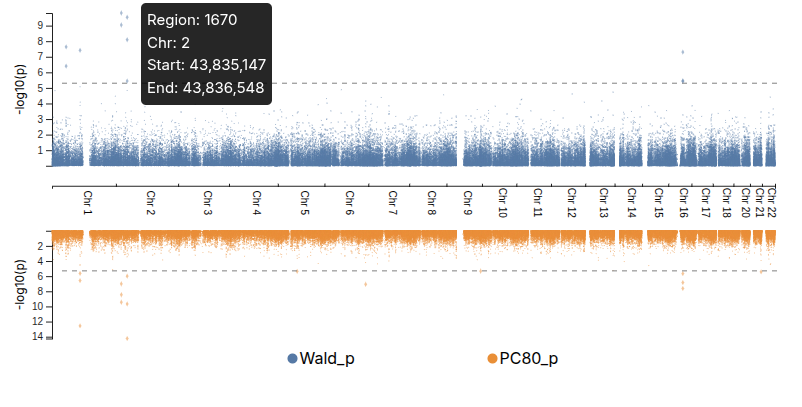 Region: 1670
Chr: 2
Start: 43,835,147
End: 43,836,548
-log10(p)
9
8
7
6
5
4
3
2
1
Chr 1
Chr 2
Chr 3
Chr 4
Chr 5
Chr 6
Chr 7
Chr 8
Chr 9
Chr 10
Chr 11
Chr 12
Chr 13
Chr 14
Chr 15
Chr 16
Chr 17
Chr 18
Chr 20
Chr 21
Chr 22
-log10(p)
2
4
6
8
10
12
14
Wald_p
PC80_p